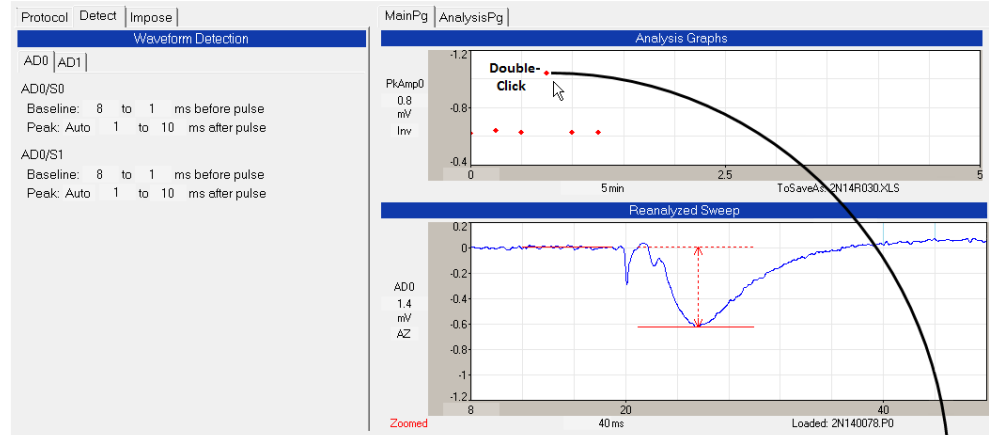 Protocol Detect Impose
Waveform Detection
AD0 AD1
AD0/S0
Baseline: 8 to 1 ms before pulse
Peak: Auto 1 to 10 ms after pulse
AD0/S1
Baseline: 8 to 1 ms before pulse
Peak: Auto 1 to 10 ms after pulse
MainPg AnalysisPg
Analysis Graphs
-1.2
PkAmp0
0.8
mV
Inv
-0.8
-0.4
Double-
Click
0 2.5 5
5 min ToSaveAs: 2N14R030.XLS
Reanalyzed Sweep
0.2
0
-0.2
AD0
1.4
mV
AZ
-0.4
-0.6
-0.8
-1
-1.2
8 20 40
Zoomed 40 ms Loaded: 2N140078.P0